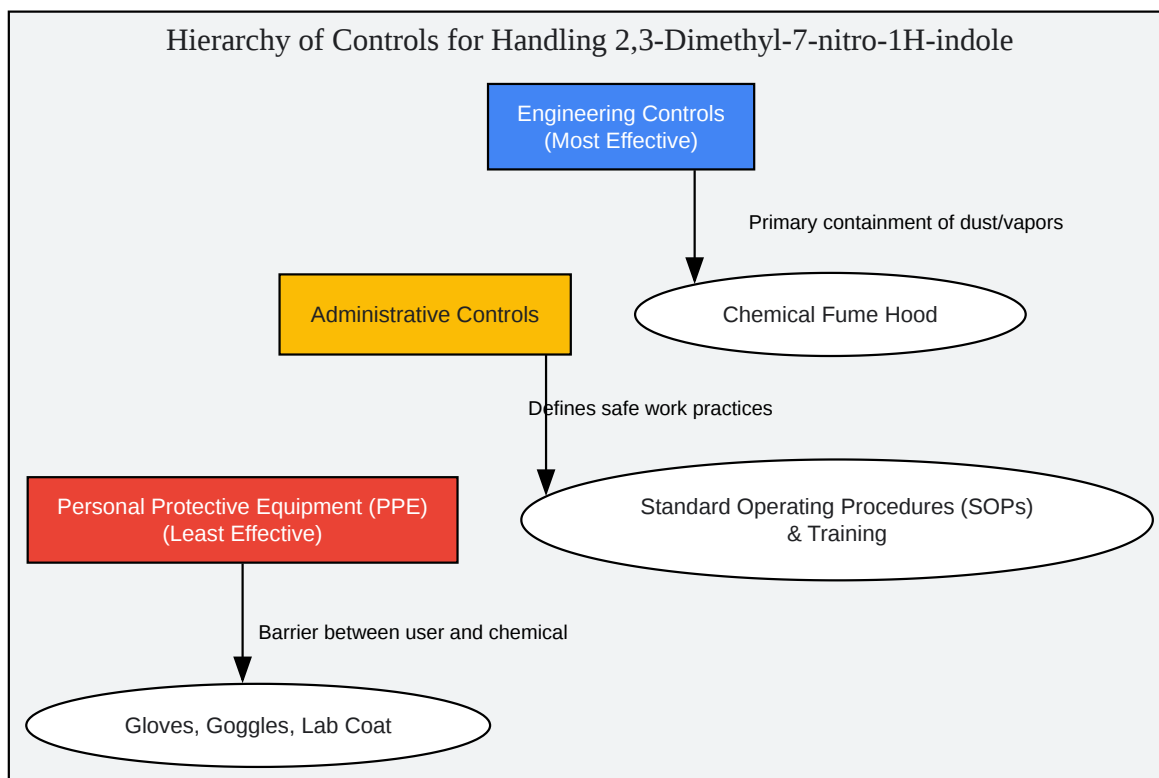 Hierarchy of Controls for Handling 2,3-Dimethyl-7-nitro-1H-indole
Engineering Controls
(Most Effective)
Primary containment of dust/vapors
Administrative Controls
Chemical Fume Hood
Defines safe work practices
Personal Protective Equipment (PPE)
(Least Effective)
Standard Operating Procedures (SOPs)
& Training
Barrier between user and chemical
Gloves, Goggles, Lab Coat